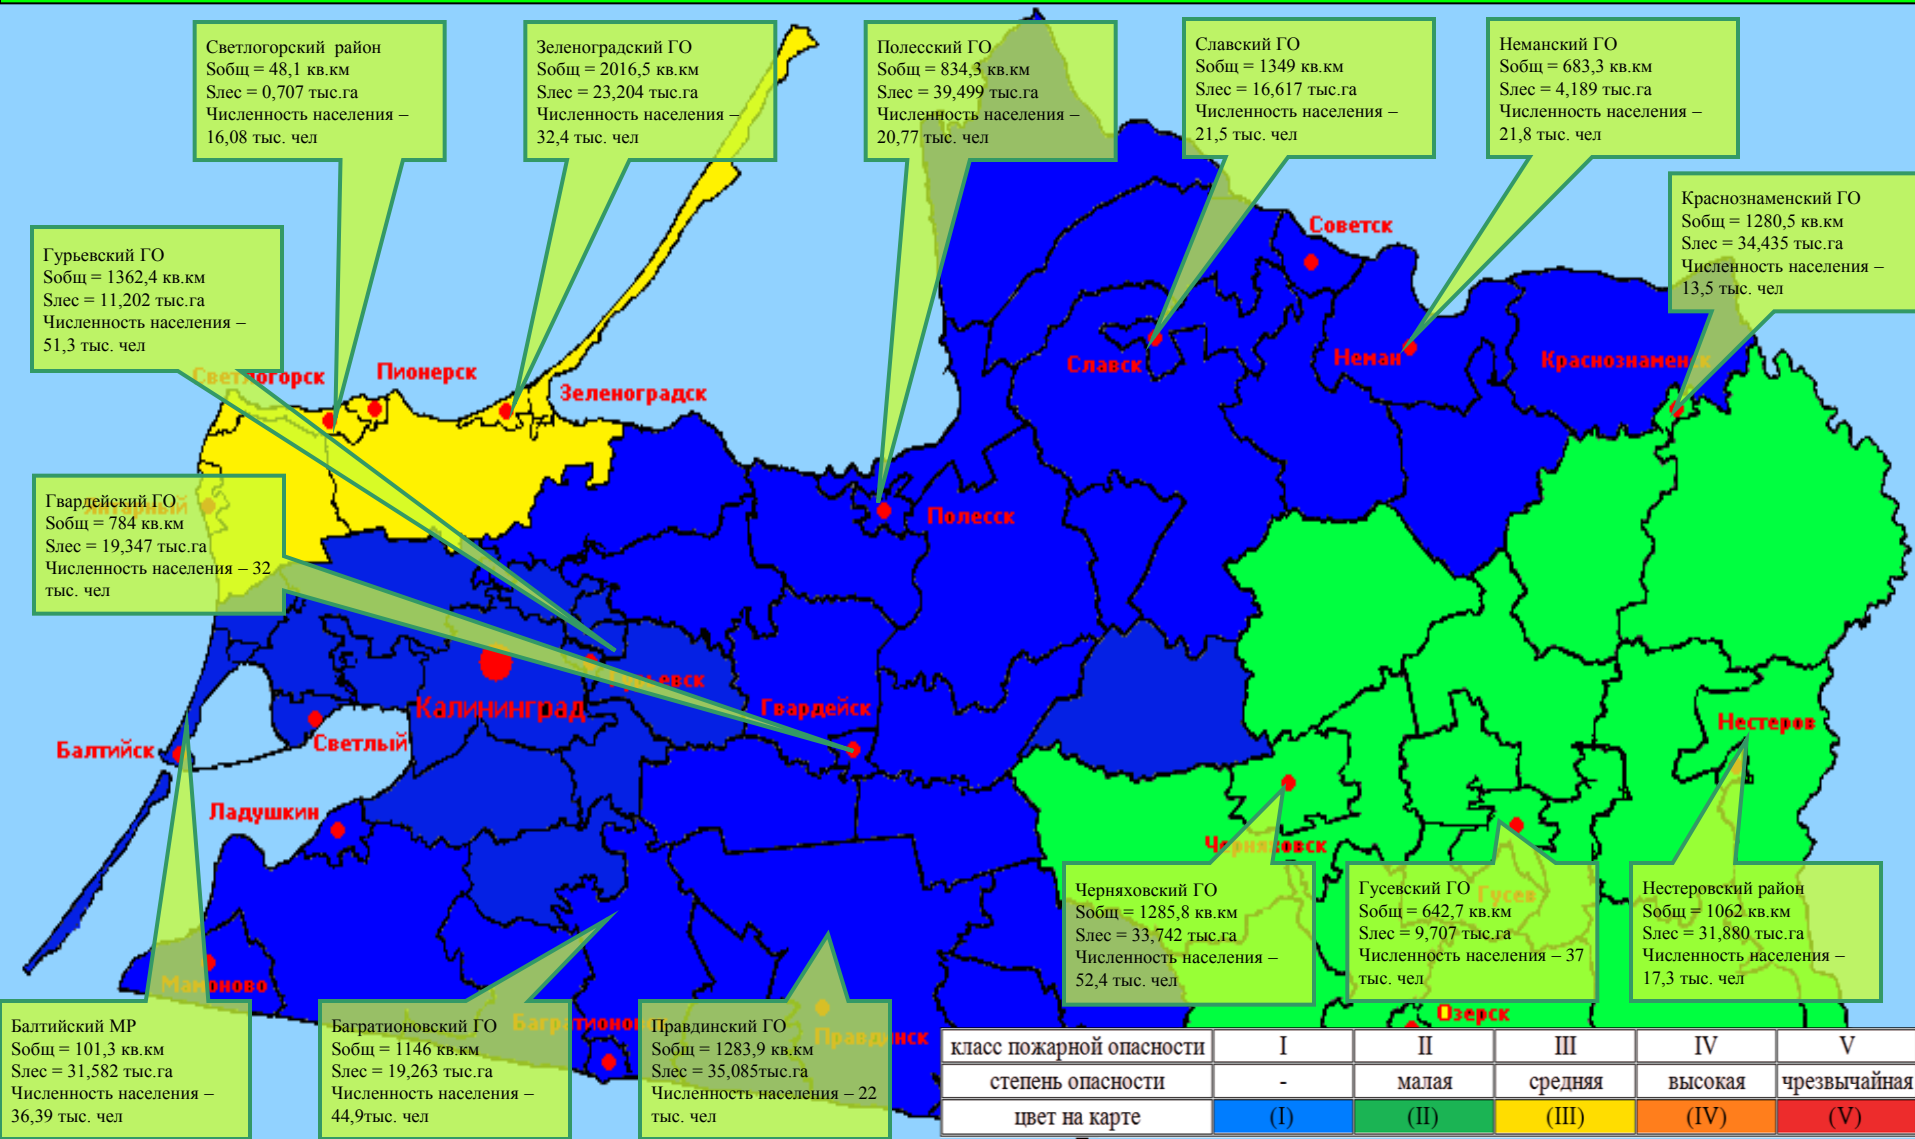 Светлогорский район
Sобщ = 48,1 кв.км
Sлес = 0,707 тыс.га
Численность населения –
16,08 тыс. чел
Зеленоградский ГО
Sобщ = 2016,5 кв.км
Sлес = 23,204 тыс.га
Численность населения –
32,4 тыс. чел
Полесский ГО
Sобщ = 834,3 кв.км
Sлес = 39,499 тыс.га
Численность населения –
20,77 тыс. чел
Славский ГО
Sобщ = 1349 кв.км
Sлес = 16,617 тыс.га
Численность населения –
21,5 тыс. чел
Неманский ГО
Sобщ = 683,3 кв.км
Sлес = 4,189 тыс.га
Численность населения –
21,8 тыс. чел
Краснознаменский ГО
Sобщ = 1280,5 кв.км
Sлес = 34,435 тыс.га
Численность населения –
13,5 тыс. чел
Гурьевский ГО
Sобщ = 1362,4 кв.км
Sлес = 11,202 тыс.га
Численность населения –
51,3 тыс. чел
Советск
Славск
Неман
Краснознаменск
Светлогорск
Пионерск
Зеленоградск
Гвардейский ГО
Sобщ = 784 кв.км
Sлес = 19,347 тыс.га
Численность населения – 32
тыс. чел
Янтарный
Полесск
Гурьевск
Калининград
Гвардейск
Нестеров
Балтийск
Светлый
Ладушкин
Черняховск
Гусев
Мамоново
Багратионовск
Правдинск
Озерск
Черняховский ГО
Sобщ = 1285,8 кв.км
Sлес = 33,742 тыс.га
Численность населения –
52,4 тыс. чел
Гусевский ГО
Sобщ = 642,7 кв.км
Sлес = 9,707 тыс.га
Численность населения – 37
тыс. чел
Нестеровский район
Sобщ = 1062 кв.км
Sлес = 31,880 тыс.га
Численность населения –
17,3 тыс. чел
Балтийский МР
Sобщ = 101,3 кв.км
Sлес = 31,582 тыс.га
Численность населения –
36,39 тыс. чел
Багратионовский ГО
Sобщ = 1146 кв.км
Sлес = 19,263 тыс.га
Численность населения –
44,9тыс. чел
Правдинский ГО
Sобщ = 1283,9 кв.км
Sлес = 35,085тыс.га
Численность населения – 22
тыс. чел
класс пожарной опасности I II III IV V
степень опасности - малая средняя высокая чрезвычайная
цвет на карте (I) (II) (III) (IV) (V)